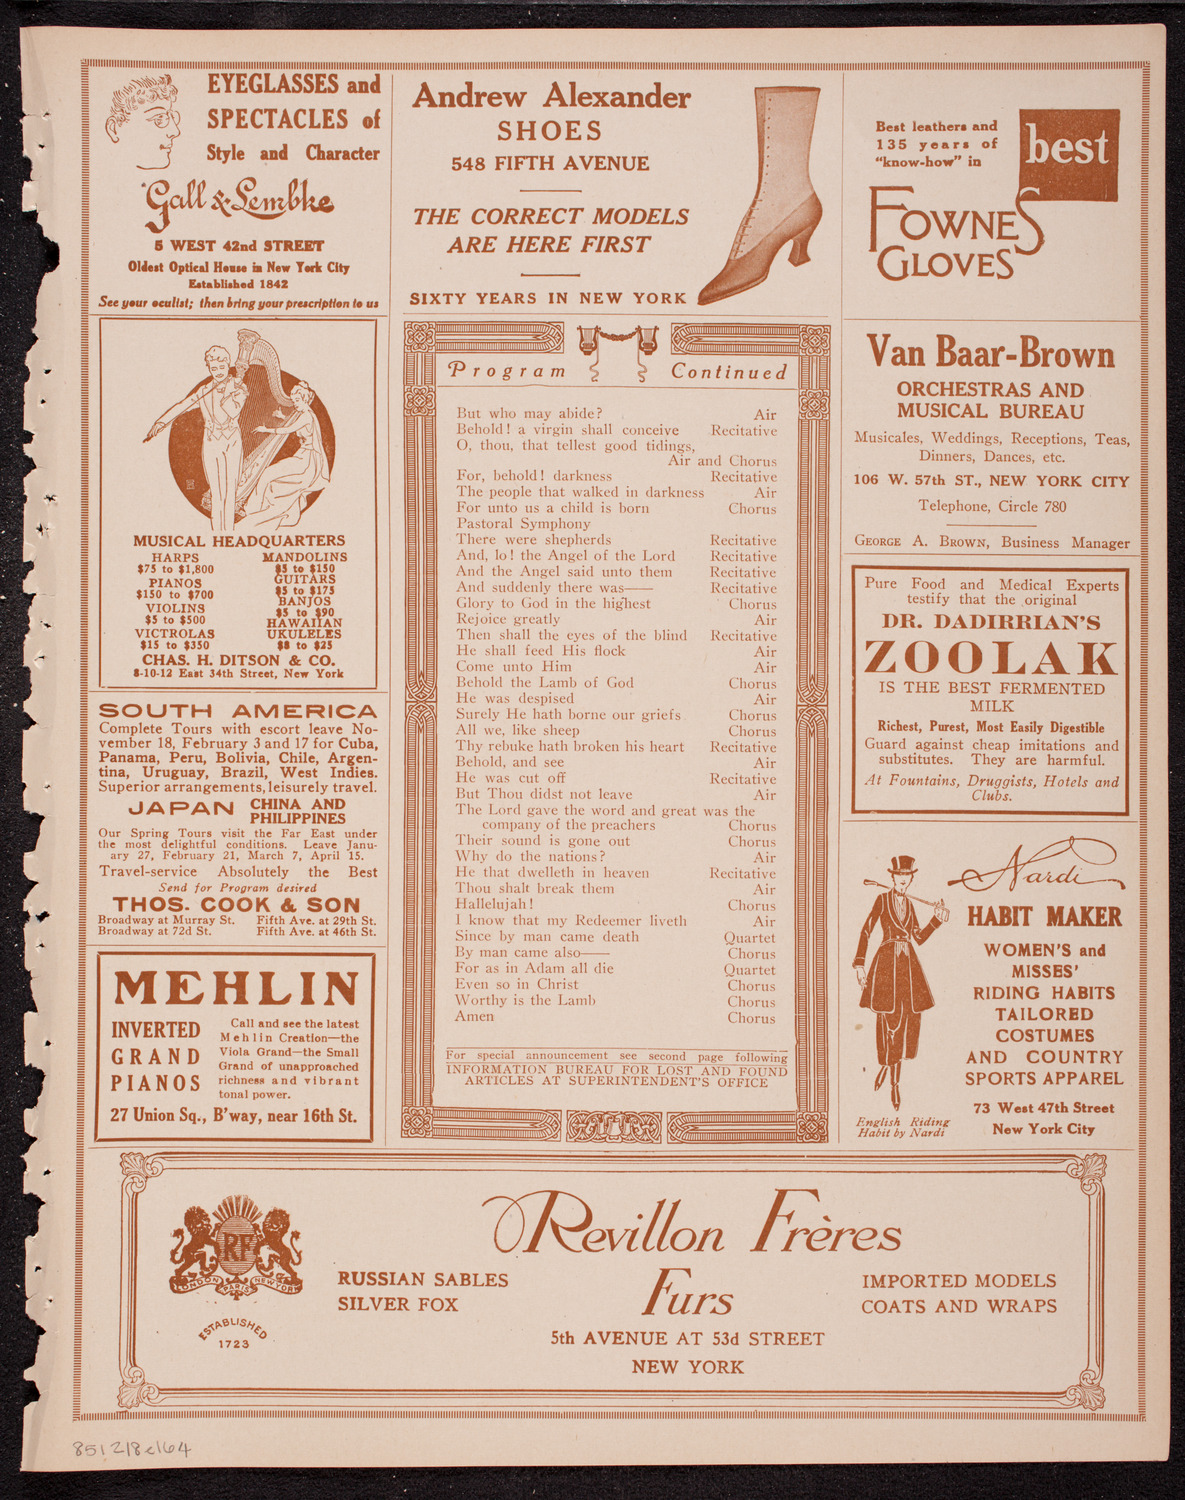 EYEGLASSES and
SPECTACLES of
Style and Character
Gall & Lembke
5 WEST 42nd STREET
Oldest Optical House in New York City
Established 1842
See your oculist; then bring your prescription to us
MUSICAL HEADQUARTERS
HARPS
$75 to $1,800
PIANOS
$150 to $700
VIOLINS
$5 to $500
VICTROLAS
$15 to $350
MANDOLINS
$5 to $150
GUITARS
$5 to $175
BANJOS
$5 to $90
HAWAIIAN
UKULELES
$8 to $25
CHAS. H. DITSON & CO.
8-10-12 East 34th Street, New York
SOUTH AMERICA
Complete Tours with escort leave No-
vember 18, February 3 and 17 for Cuba,
Panama, Peru, Bolivia, Chile, Argen-
tina, Uruguay, Brazil, West Indies.
Superior arrangements, leisurely travel.
JAPAN CHINA AND
PHILIPPINES
Our Spring Tours visit the Far East under
the most delightful conditions. Leave Janu-
ary 27, February 21, March 7, April 15.
Travel-service Absolutely the Best
Send for Program desired
THOS. COOK & SON
Broadway at Murray St. Fifth Ave. at 29th St.
Broadway at 72d St. Fifth Ave. at 46th St.
MEHLIN
INVERTED
GRAND
PIANOS
Call and see the latest
Mehlin Creation—the
Viola Grand—the Small
Grand of unapproached
richness and vibrant
tonal power.
27 Union Sq., B'way, near 16th St.
Andrew Alexander
SHOES
548 FIFTH AVENUE
THE CORRECT MODELS
ARE HERE FIRST
SIXTY YEARS IN NEW YORK
Program Continued
But who may abide? Air
Behold! a virgin shall conceive Recitative
O, thou, that tellest good tidings,
Air and Chorus
For, behold! darkness Recitative
The people that walked in darkness Air
For unto us a child is born Chorus
Pastoral Symphony
There were shepherds Recitative
And, lo! the Angel of the Lord Recitative
And the Angel said unto them Recitative
And suddenly there was—— Recitative
Glory to God in the highest Chorus
Rejoice greatly Air
Then shall the eyes of the blind Recitative
He shall feed His flock Air
Come unto Him Air
Behold the Lamb of God Chorus
He was despised Air
Surely He hath borne our griefs Chorus
All we, like sheep Chorus
Thy rebuke hath broken his heart Recitative
Behold, and see Air
He was cut off Recitative
But Thou didst not leave Air
The Lord gave the word and great was the
company of the preachers Chorus
Their sound is gone out Chorus
Why do the nations? Air
He that dwelleth in heaven Recitative
Thou shalt break them Air
Hallelujah! Chorus
I know that my Redeemer liveth Air
Since by man came death Quartet
By man came also—— Chorus
For as in Adam all die Quartet
Even so in Christ Chorus
Worthy is the Lamb Chorus
Amen Chorus
For special announcement see second page following
INFORMATION BUREAU FOR LOST AND FOUND
ARTICLES AT SUPERINTENDENT'S OFFICE
Best leathers and
135 years of
"know-how" in
best
FOWNES
GLOVES
Van Baar-Brown
ORCHESTRAS AND
MUSICAL BUREAU
Musicales, Weddings, Receptions, Teas,
Dinners, Dances, etc.
106 W. 57th ST., NEW YORK CITY
Telephone, Circle 780
GEORGE A. BROWN, Business Manager
Pure Food and Medical Experts
testify that the original
DR. DADIRRIAN'S
ZOOLAK
IS THE BEST FERMENTED
MILK
Richest, Purest, Most Easily Digestible
Guard against cheap imitations and
substitutes. They are harmful.
At Fountains, Druggists, Hotels and
Clubs.
Nardi
HABIT MAKER
WOMEN'S and
MISSES'
RIDING HABITS
TAILORED
COSTUMES
AND COUNTRY
SPORTS APPAREL
73 West 47th Street
New York City
English Riding
Habit by Nardi
RF
LONDON PARIS NEW YORK
ESTABLISHED
1723
Revillon Frères
Furs
RUSSIAN SABLES
SILVER FOX
IMPORTED MODELS
COATS AND WRAPS
5th AVENUE AT 53d STREET
NEW YORK